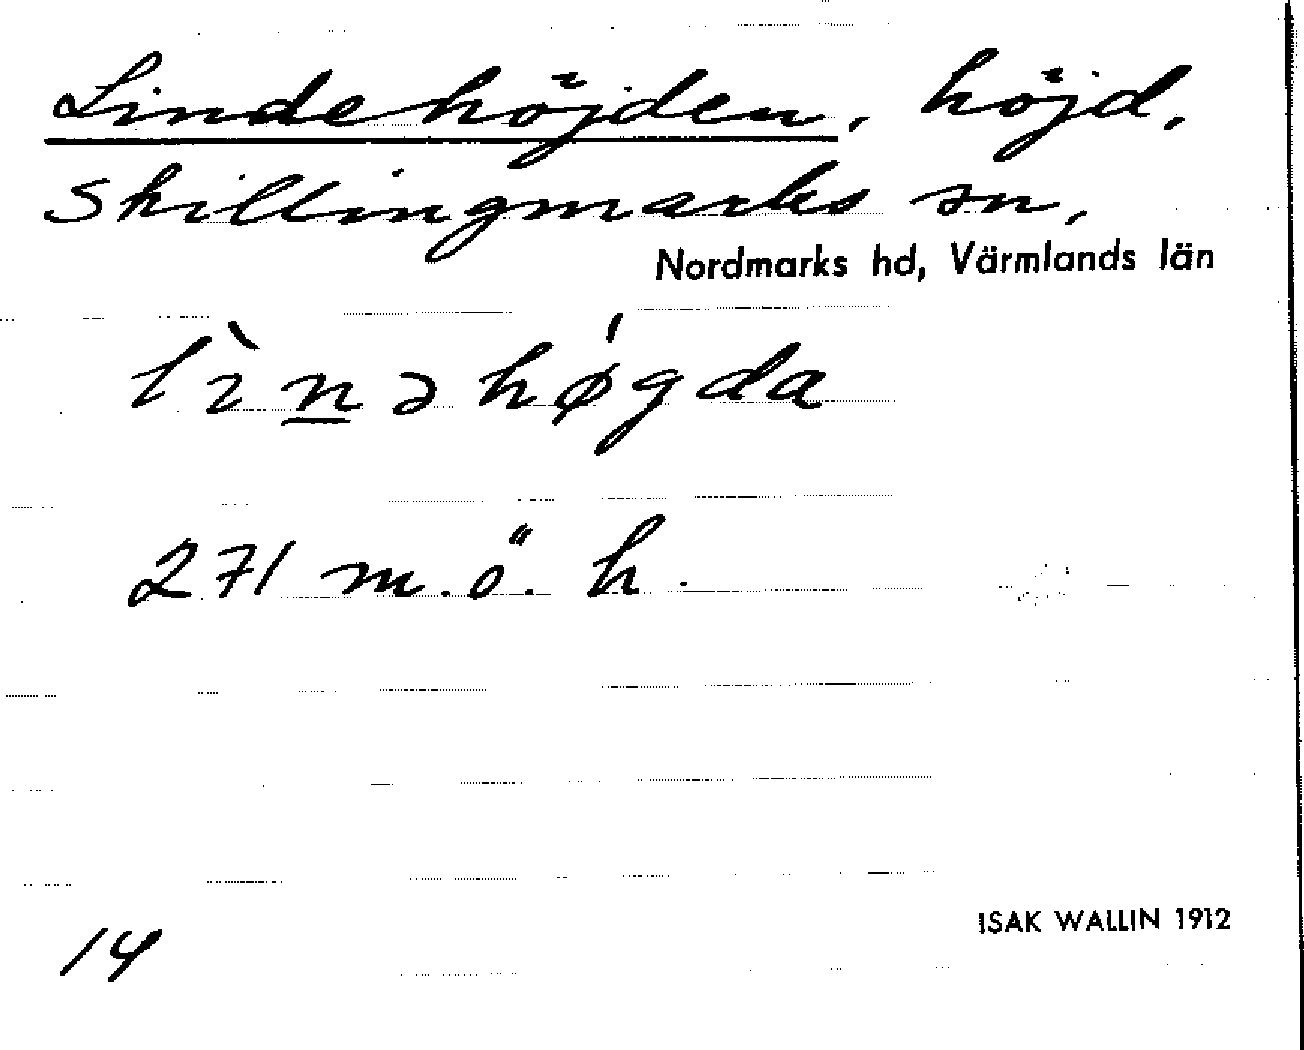 Lindehöjden, höjd,
Skillingmarks sn,
Nordmarks hd, Värmlands län
lìnəhǿgda
271 m.ö.h.
ISAK WALLIN 1912
14